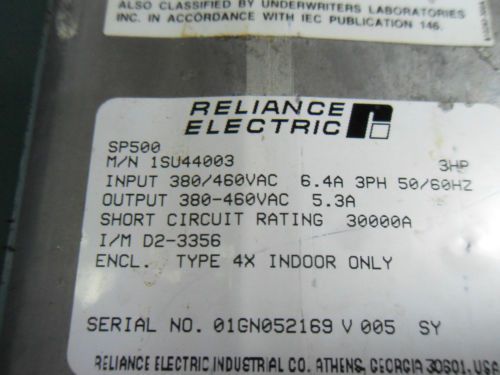 ALSO CLASSIFIED BY UNDERWRITERS LABORATORIES
INC. IN ACCORDANCE WITH IEC PUBLICATION 146.
RELIANCE
ELECTRIC
SP500
M/N 1SU44003 3HP
INPUT 380/460VAC 6.4A 3PH 50/60HZ
OUTPUT 380-460VAC 5.3A
SHORT CIRCUIT RATING 30000A
I/M D2-3356
ENCL. TYPE 4X INDOOR ONLY
SERIAL NO. 01GN052169 V 005 SY
RELIANCE ELECTRIC INDUSTRIAL CO. ATHENS, GEORGIA 30601. USA